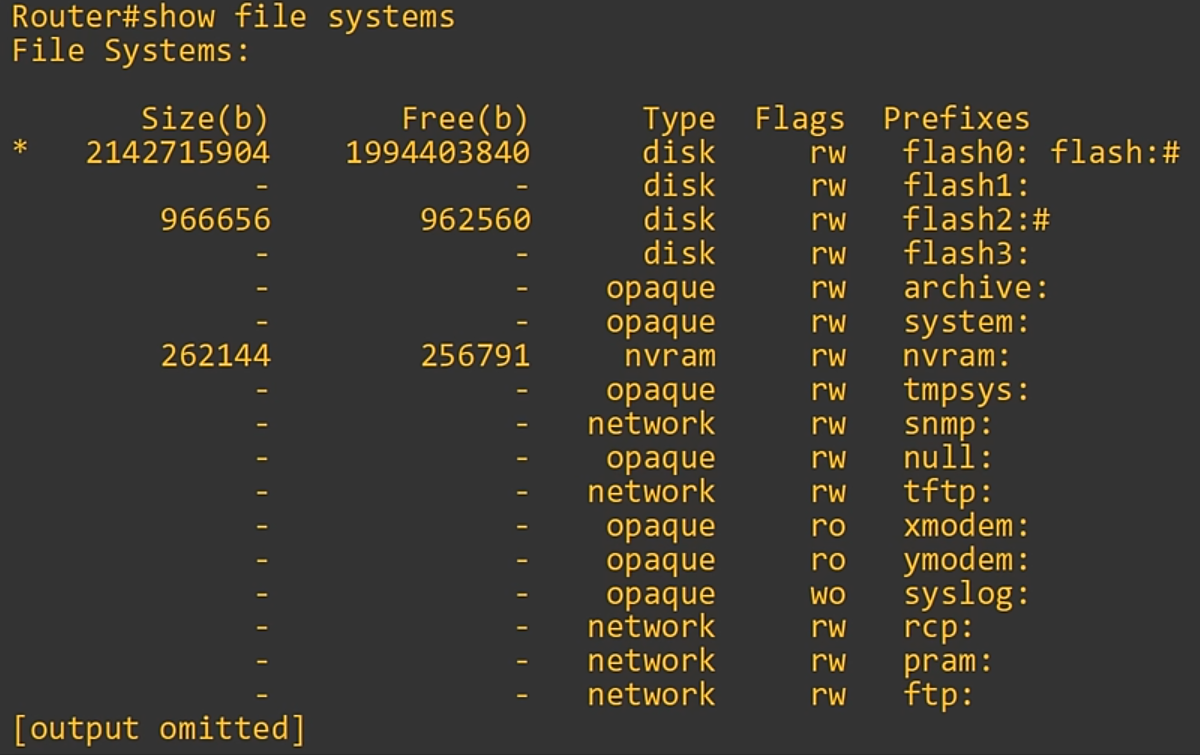 Router#show file systems
File Systems:
Size(b) Free(b) Type Flags Prefixes
* 2142715904 1994403840 disk rw flash0: flash:#
- - disk rw flash1:
966656 962560 disk rw flash2:#
- - disk rw flash3:
- - opaque rw archive:
- - opaque rw system:
262144 256791 nvram rw nvram:
- - opaque rw tmpsys:
- - network rw snmp:
- - opaque rw null:
- - network rw tftp:
- - opaque ro xmodem:
- - opaque ro ymodem:
- - opaque wo syslog:
- - network rw rcp:
- - network rw pram:
- - network rw ftp:
[output omitted]